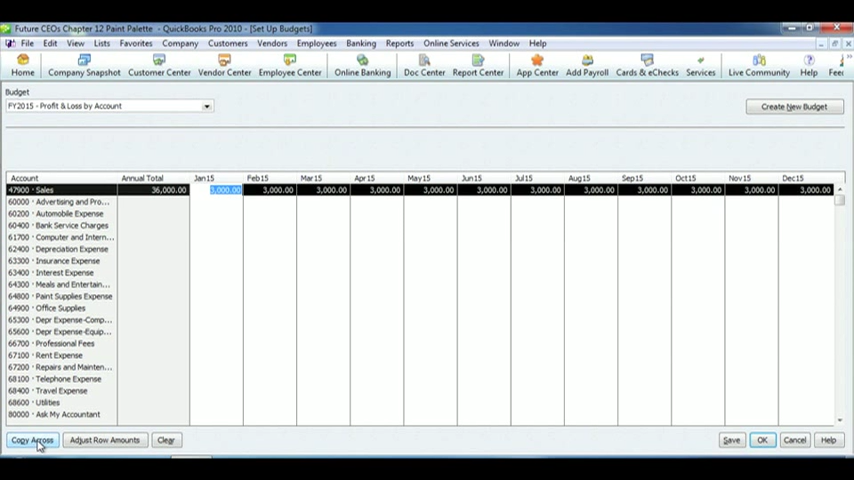 Future CEOs Chapter 12 Paint Palette - QuickBooks Pro 2010 - [Set Up Budgets]
File Edit View Lists Favorites Company Customers Vendors Employees Banking Reports Online Services Window Help
Home Company Snapshot Customer Center Vendor Center Employee Center Online Banking Doc Center Report Center App Center Add Payroll Cards & eChecks Services Live Community Help Feer
Budget
FY2015 - Profit & Loss by Account Create New Budget
Account Annual Total Jan15 Feb15 Mar15 Apr15 May15 Jun15 Jul15 Aug15 Sep15 Oct15 Nov15 Dec15
47900 · Sales 36,000.00 3,000.00 3,000.00 3,000.00 3,000.00 3,000.00 3,000.00 3,000.00 3,000.00 3,000.00 3,000.00 3,000.00 3,000.00
60000 · Advertising and Pro...
60200 · Automobile Expense
60400 · Bank Service Charges
61700 · Computer and Intern...
62400 · Depreciation Expense
63300 · Insurance Expense
63400 · Interest Expense
64300 · Meals and Entertain...
64800 · Paint Supplies Expense
64900 · Office Supplies
65300 · Depr Expense-Comp...
65600 · Depr Expense-Equip...
66700 · Professional Fees
67100 · Rent Expense
67200 · Repairs and Mainten...
68100 · Telephone Expense
68400 · Travel Expense
68600 · Utilities
80000 · Ask My Accountant
Copy Across Adjust Row Amounts Clear Save OK Cancel Help